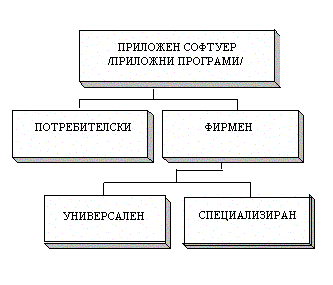 ПРИЛОЖЕН СОФТУЕР
/ПРИЛОЖНИ ПРОГРАМИ/
ПОТРЕБИТЕЛСКИ
ФИРМЕН
УНИВЕРСАЛЕН
СПЕЦИАЛИЗИРАН